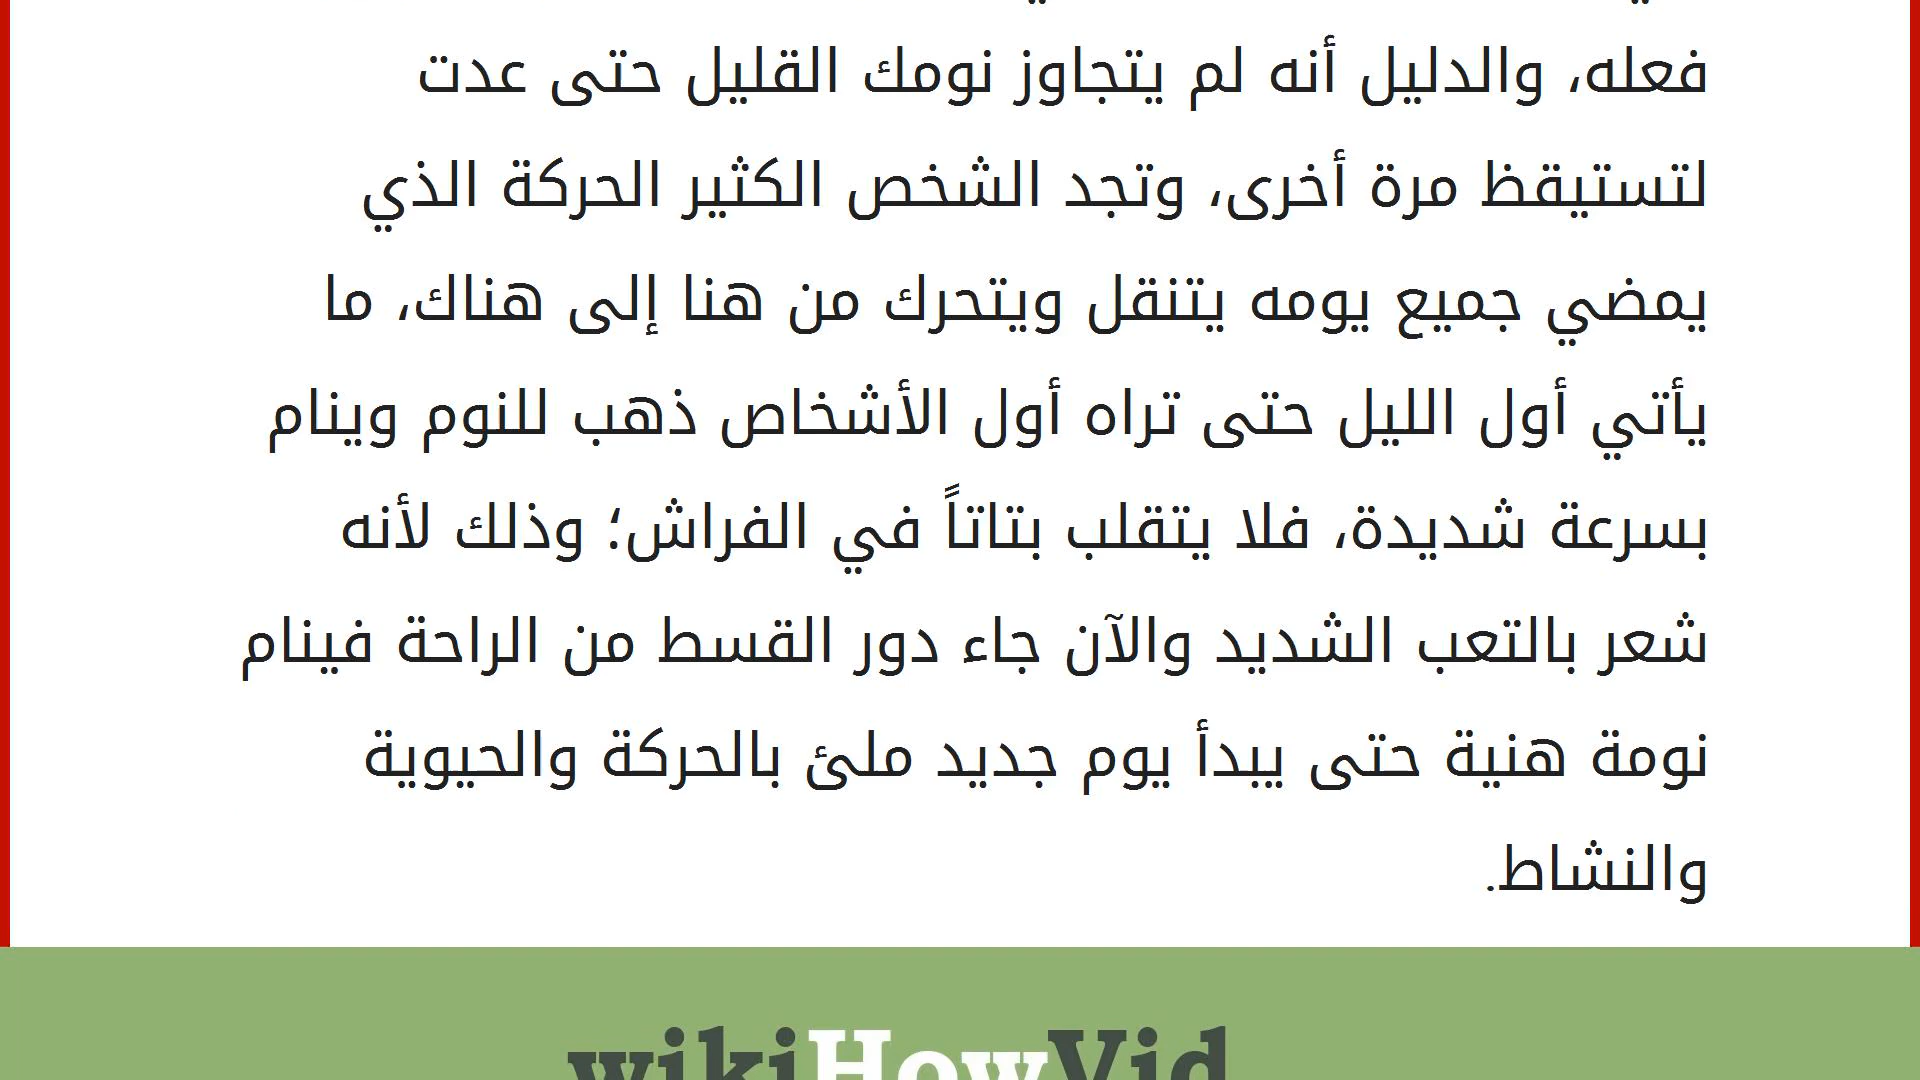 فعله، والدليل أنه لم يتجاوز نومك القليل حتى عدت
لتستيقظ مرة أخرى، وتجد الشخص الكثير الحركة الذي
يمضي جميع يومه يتنقل ويتحرك من هنا إلى هناك، ما
يأتي أول الليل حتى تراه أول الأشخاص ذهب للنوم وينام
بسرعة شديدة، فلا يتقلب بتاتاً في الفراش؛ وذلك لأنه
شعر بالتعب الشديد والآن جاء دور القسط من الراحة فينام
نومة هنية حتى يبدأ يوم جديد ملئ بالحركة والحيوية
والنشاط.
wikiHowVid